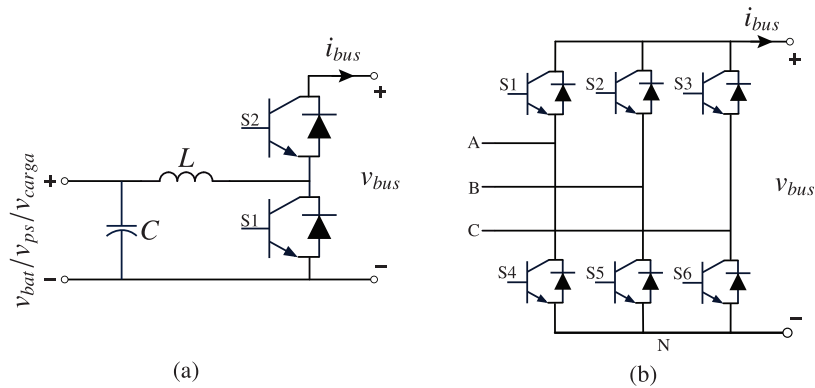 i_bus
+
S2
L
v_bus
+
S1
C
v_bat/v_ps/v_carga
−
−
(a)
i_bus
+
S1
S2
S3
A
B
v_bus
C
S4
S5
S6
−
N
(b)